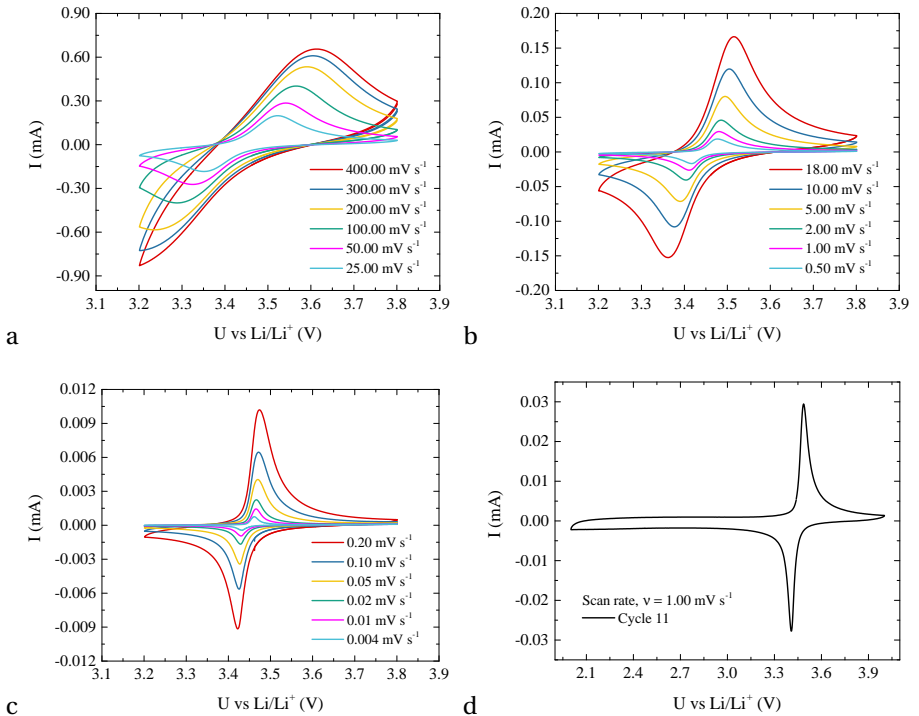 0.60
0.30
0.00
-0.30
-0.60
-0.90
I (mA)
400.00 mV s⁻¹
300.00 mV s⁻¹
200.00 mV s⁻¹
100.00 mV s⁻¹
50.00 mV s⁻¹
25.00 mV s⁻¹
3.1 3.2 3.3 3.4 3.5 3.6 3.7 3.8 3.9
U vs Li/Li⁺ (V)
a
0.20
0.15
0.10
0.05
0.00
-0.05
-0.10
-0.15
0.20
I (mA)
18.00 mV s⁻¹
10.00 mV s⁻¹
5.00 mV s⁻¹
2.00 mV s⁻¹
1.00 mV s⁻¹
0.50 mV s⁻¹
3.1 3.2 3.3 3.4 3.5 3.6 3.7 3.8 3.9
U vs Li/Li⁺ (V)
b
0.012
0.009
0.006
0.003
0.000
-0.003
-0.006
-0.009
-0.012
I (mA)
0.20 mV s⁻¹
0.10 mV s⁻¹
0.05 mV s⁻¹
0.02 mV s⁻¹
0.01 mV s⁻¹
0.004 mV s⁻¹
3.1 3.2 3.3 3.4 3.5 3.6 3.7 3.8 3.9
U vs Li/Li⁺ (V)
c
0.03
0.02
0.01
0.00
-0.01
-0.02
-0.03
I (mA)
Scan rate, ν = 1.00 mV s⁻¹
Cycle 11
2.1 2.4 2.7 3.0 3.3 3.6 3.9
U vs Li/Li⁺ (V)
d